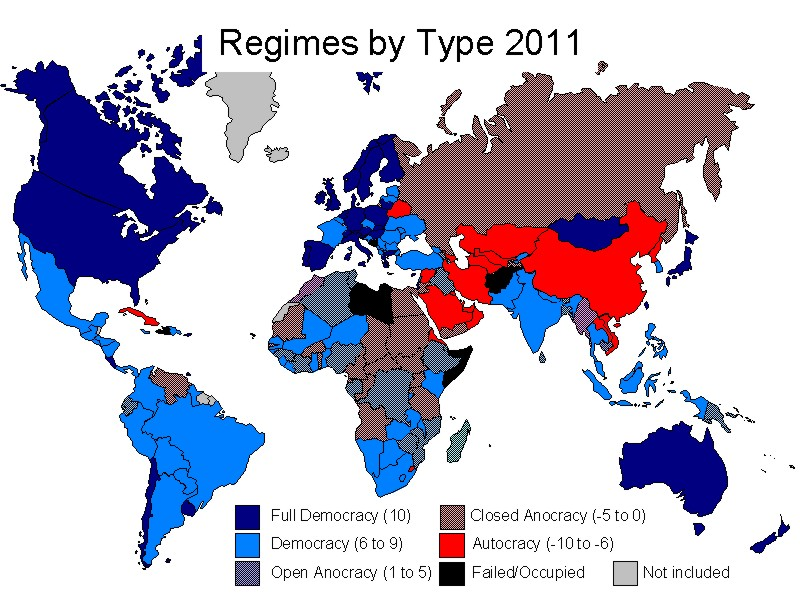 Regimes by Type 2011
Full Democracy (10)
Closed Anocracy (-5 to 0)
Democracy (6 to 9)
Autocracy (-10 to -6)
Open Anocracy (1 to 5)
Failed/Occupied
Not included